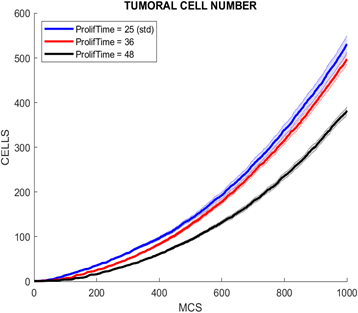 TUMORAL CELL NUMBER
600
ProlifTime = 25 (std)
ProlifTime = 36
ProlifTime = 48
500
400
CELLS
300
200
100
0
0 200 400 600 800 1000
MCS